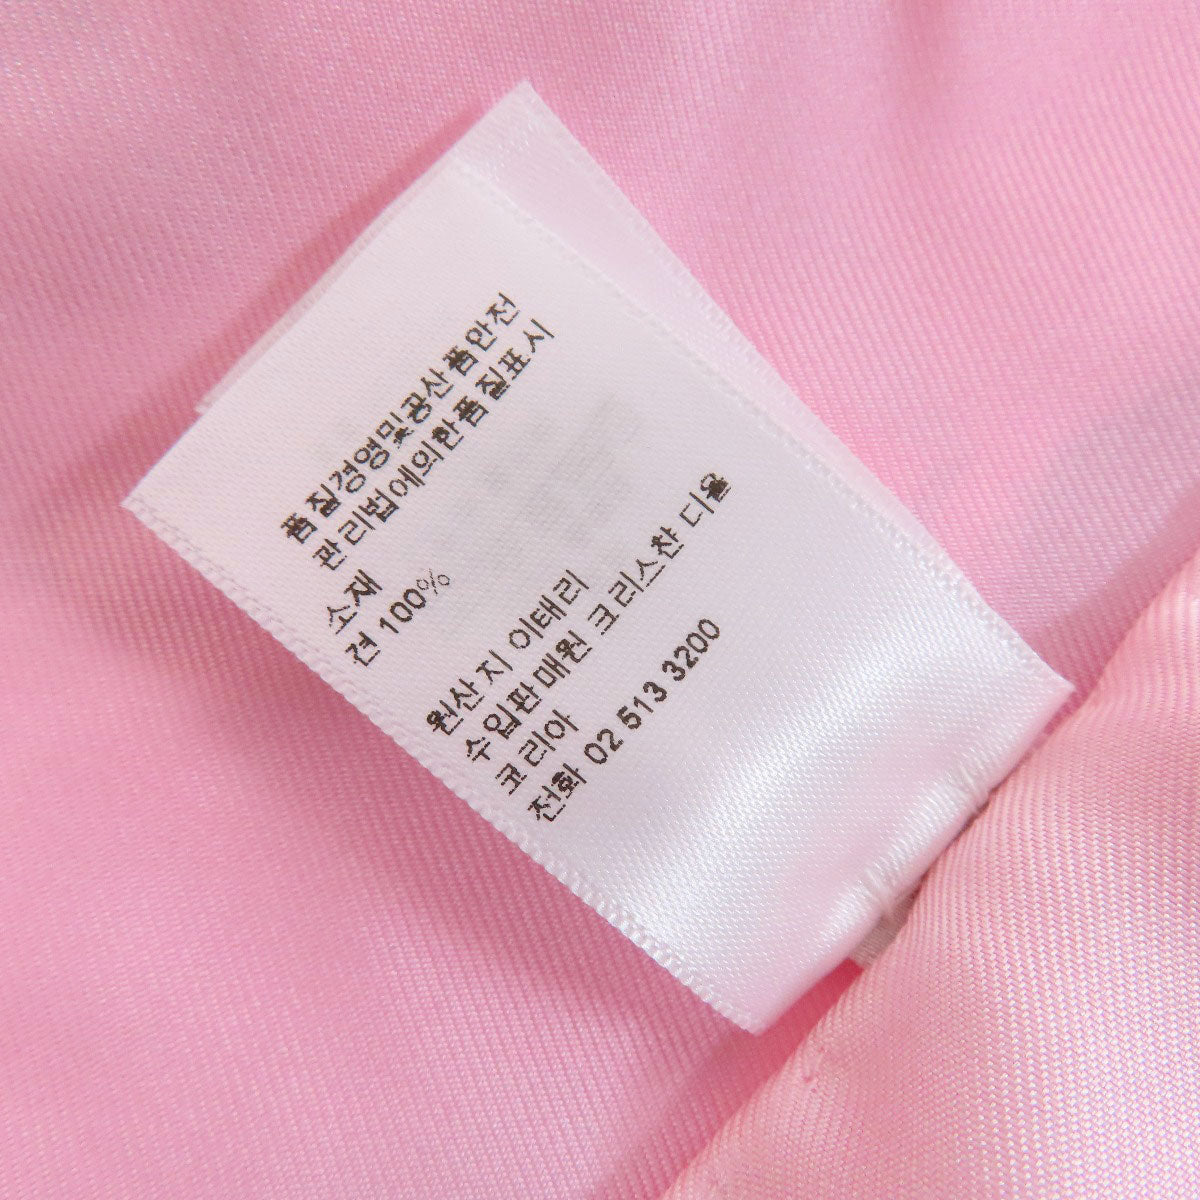 품질경영및공산품안전
관리법에의한품질표시
소재
견 100%
원산지 이태리
수입판매원 크리스챤 디올
코리아
전화 02 513 3200